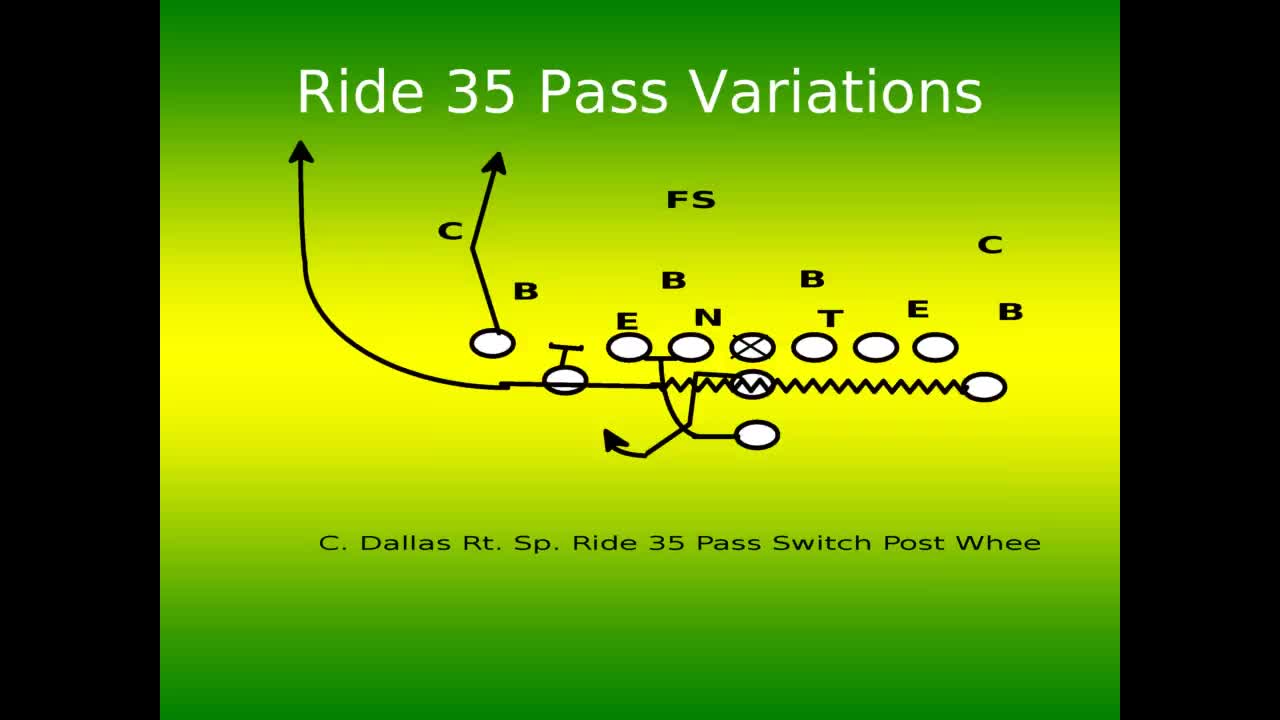 Ride 35 Pass Variations
FS
C
C
B
B
B
E
N
T
E
B
C. Dallas Rt. Sp. Ride 35 Pass Switch Post Whee